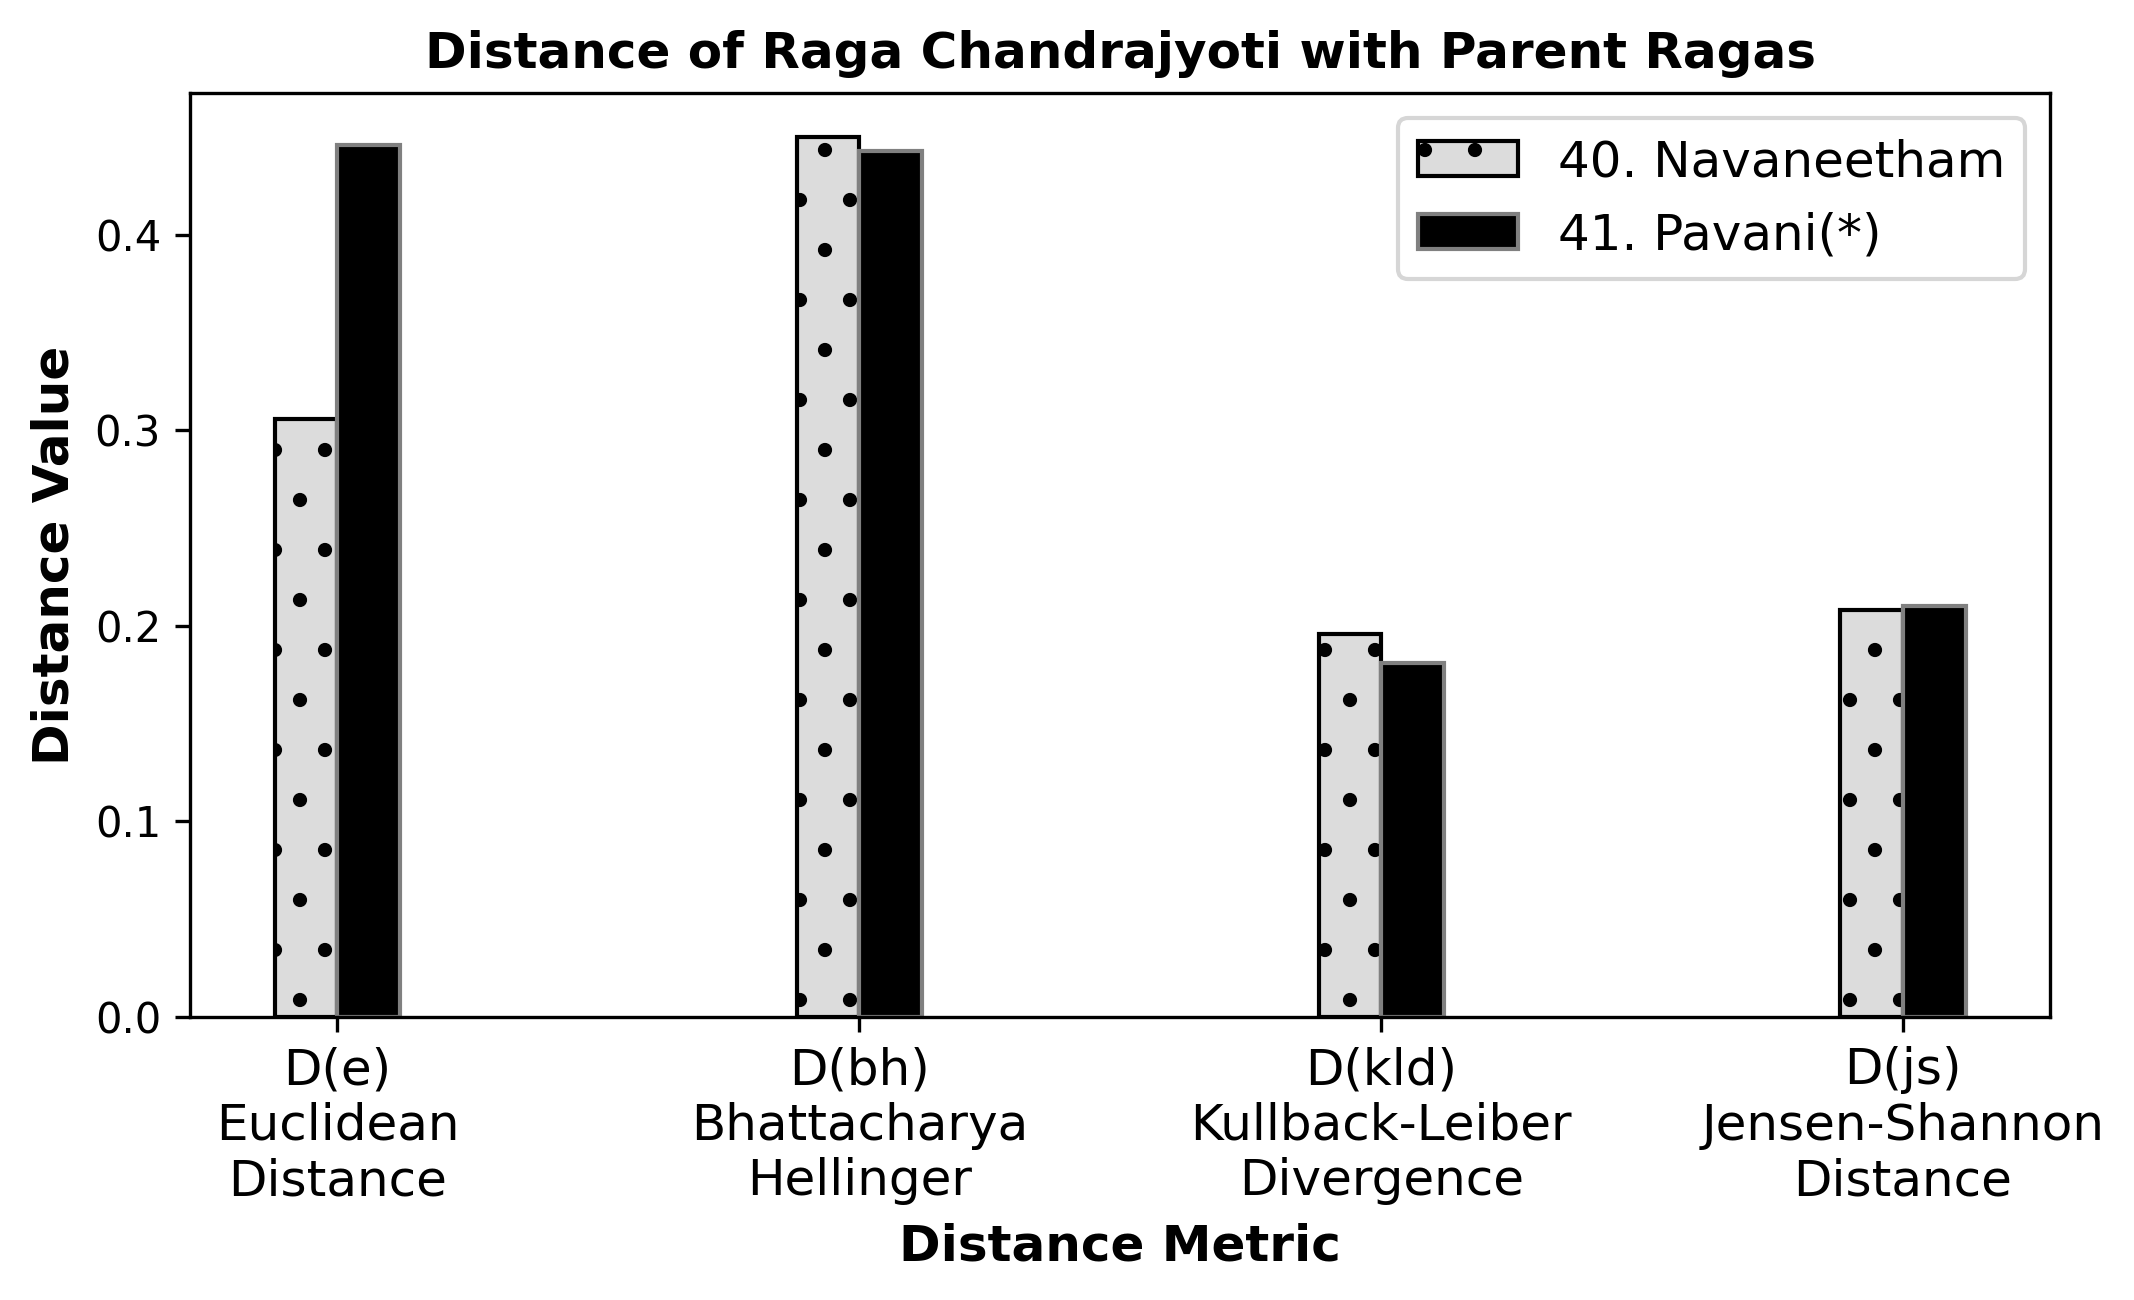 Distance of Raga Chandrajyoti with Parent Ragas
40. Navaneetham
41. Pavani(*)
Distance Value
0.4
0.3
0.2
0.1
0.0
D(e)
Euclidean
Distance
D(bh)
Bhattacharya
Hellinger
D(kld)
Kullback-Leiber
Divergence
D(js)
Jensen-Shannon
Distance
Distance Metric